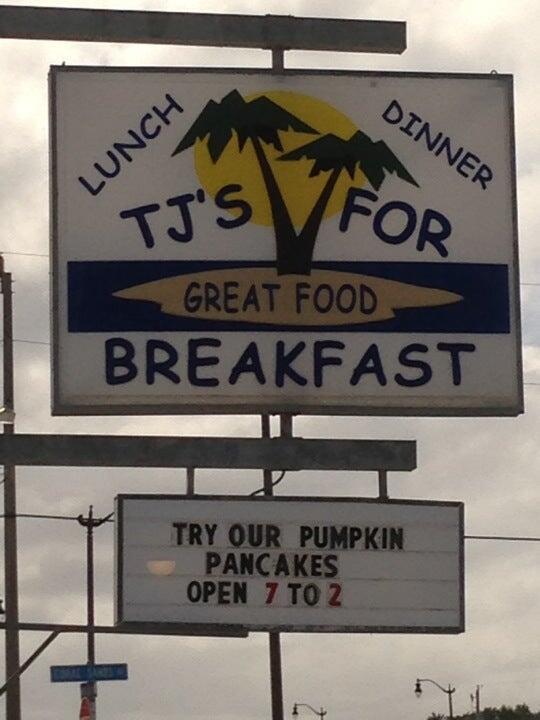 LUNCH
DINNER
TJ'S FOR
GREAT FOOD
BREAKFAST
TRY OUR PUMPKIN
PANCAKES
OPEN 7 TO 2